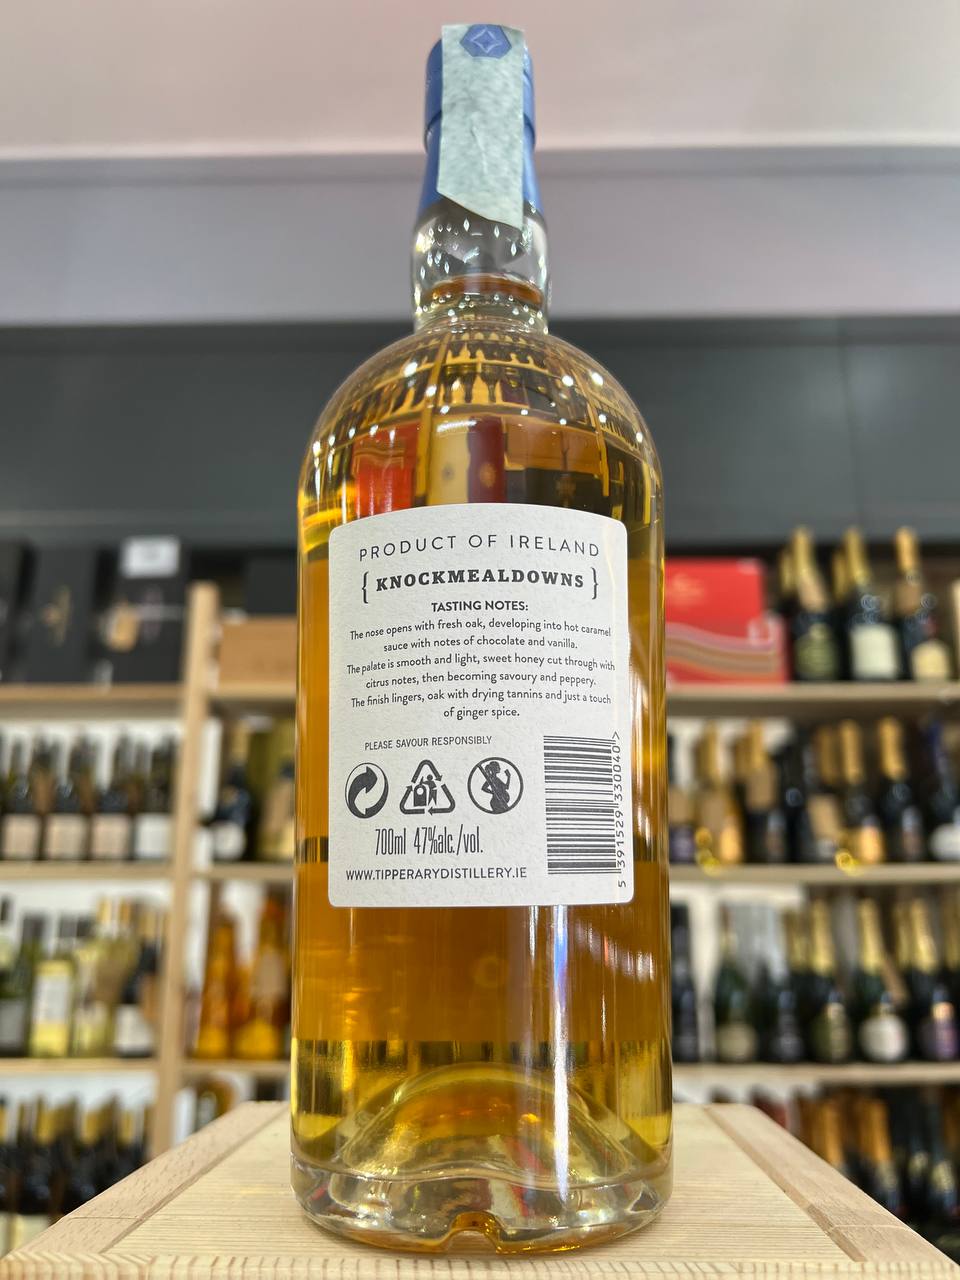 PRODUCT OF IRELAND
{ KNOCKMEALDOWNS }
TASTING NOTES:
The nose opens with fresh oak, developing into hot caramel
sauce with notes of chocolate and vanilla.
The palate is smooth and light, sweet honey cut through with
citrus notes, then becoming savoury and peppery.
The finish lingers, oak with drying tannins and just a touch
of ginger spice.
PLEASE SAVOUR RESPONSIBLY
700ml 47%alc./vol.
WWW.TIPPERARYDISTILLERY.IE
5 391529 330040 >